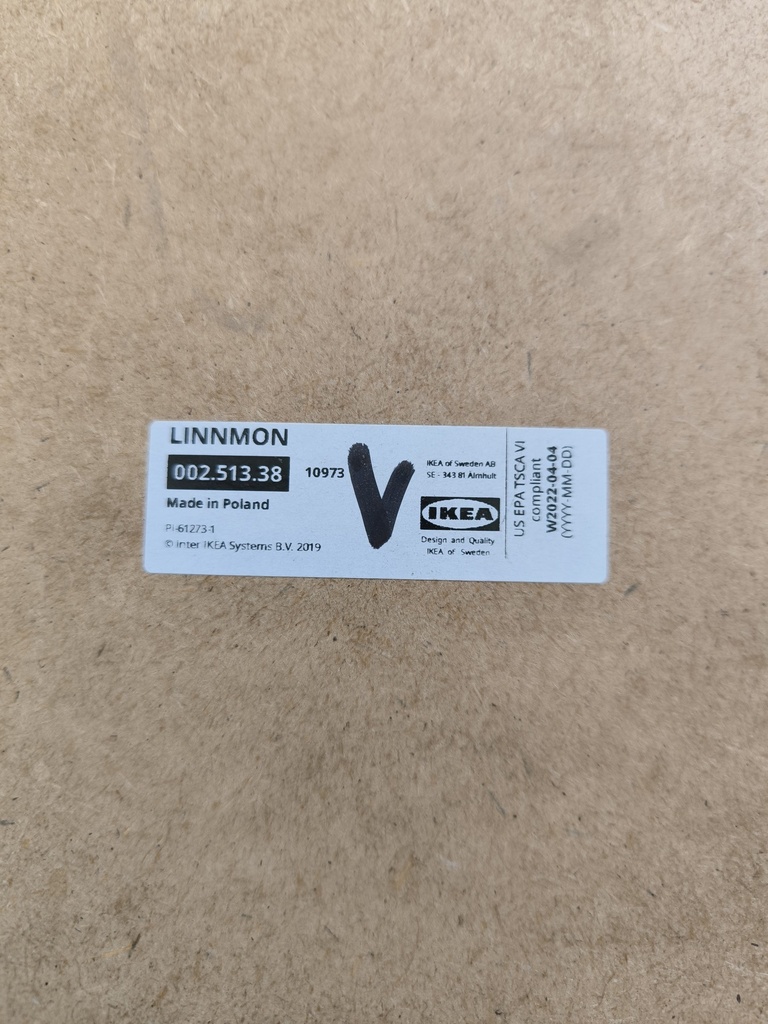 LINNMON
002.513.38
10973
Made in Poland
PI-61273-1
© Inter IKEA Systems B.V. 2019
V
IKEA of Sweden AB
SE - 343 81 Älmhult
IKEA
Design and Quality
IKEA of Sweden
US EPA TSCA VI
compliant
W2022-04-04
(YYYY-MM-DD)